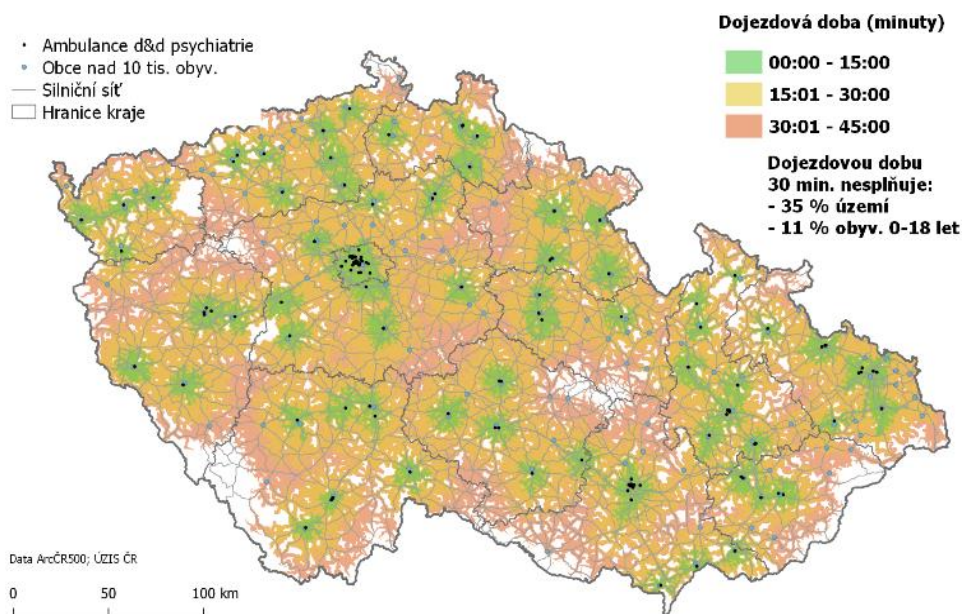 Ambulance d&d psychiatrie
Obce nad 10 tis. obyv.
Silniční síť
Hranice kraje
Dojezdová doba (minuty)
00:00 - 15:00
15:01 - 30:00
30:01 - 45:00
Dojezdovou dobu
30 min. nesplňuje:
- 35 % území
- 11 % obyv. 0-18 let
Data ArcČR500; ÚZIS ČR
0 50 100 km